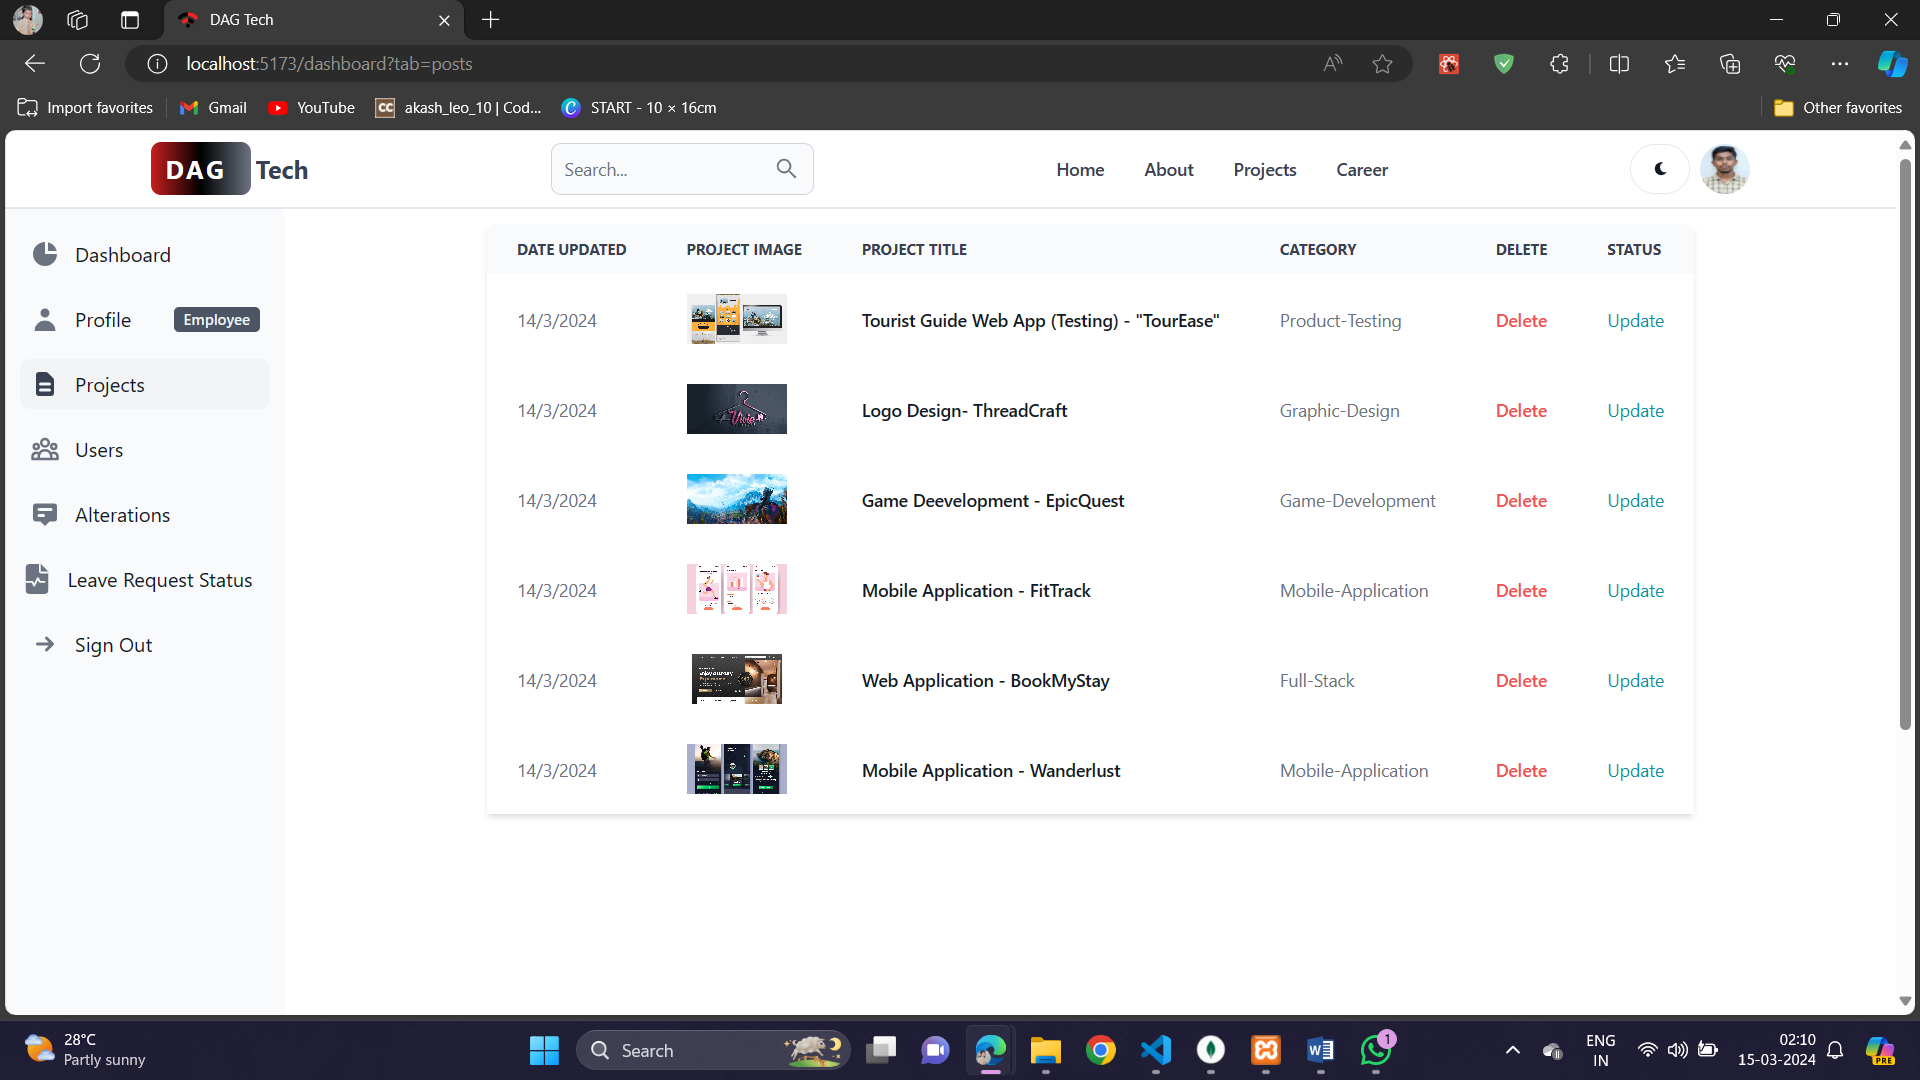 DAG Tech
localhost:5173/dashboard?tab=posts
Import favorites
Gmail
YouTube
akash_leo_10 | Cod...
START - 10 × 16cm
Other favorites
DAG Tech
Search...
Home
About
Projects
Career
Dashboard
Profile
Employee
Projects
Users
Alterations
Leave Request Status
Sign Out
DATE UPDATED PROJECT IMAGE PROJECT TITLE CATEGORY DELETE STATUS
14/3/2024 Tourist Guide Web App (Testing) - "TourEase" Product-Testing Delete Update
14/3/2024 Logo Design- ThreadCraft Graphic-Design Delete Update
14/3/2024 Game Deevelopment - EpicQuest Game-Development Delete Update
14/3/2024 Mobile Application - FitTrack Mobile-Application Delete Update
14/3/2024 Web Application - BookMyStay Full-Stack Delete Update
14/3/2024 Mobile Application - Wanderlust Mobile-Application Delete Update
28°C
Partly sunny
Search
1
ENG
IN
02:10
15-03-2024
PRE